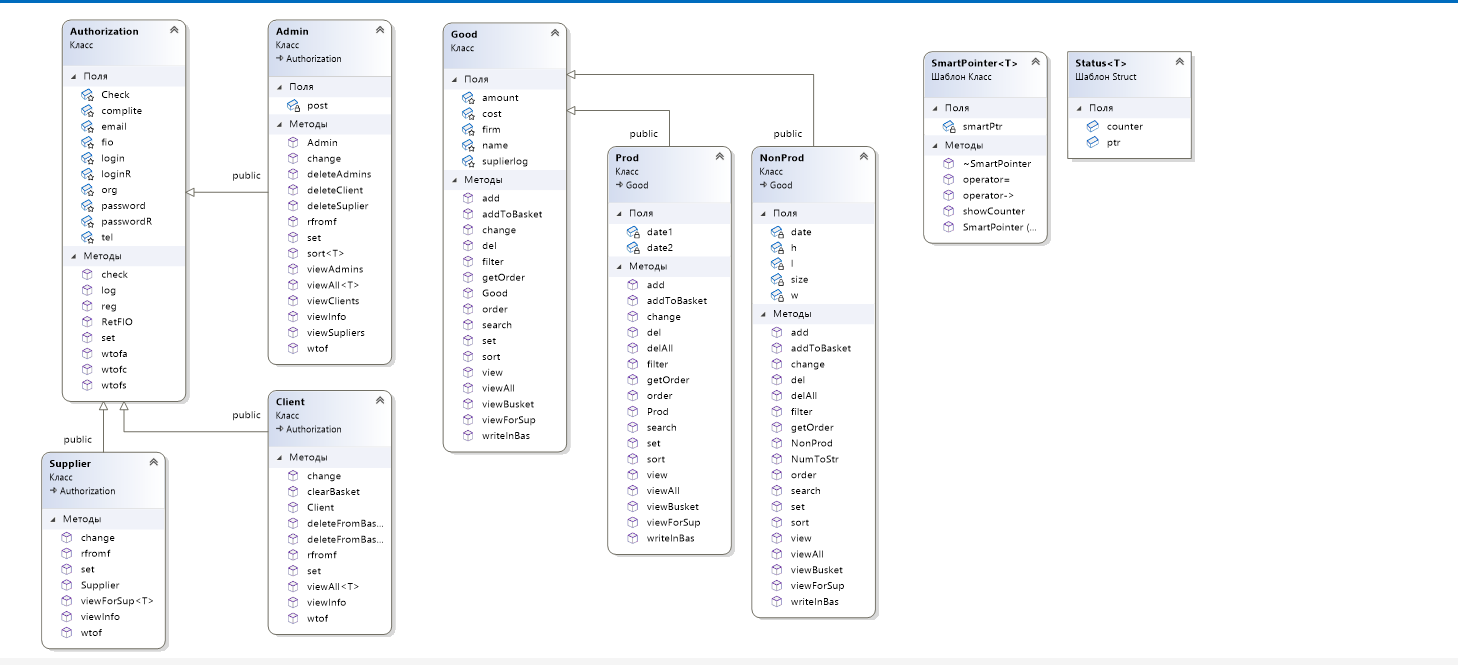 Authorization
Класс
Поля
Check
complite
email
fio
login
loginR
org
password
passwordR
tel
Методы
check
log
reg
RetFIO
set
wtofa
wtofc
wtofs
public
Admin
Класс
Authorization
Поля
post
Методы
Admin
change
deleteAdmins
deleteClient
deleteSuplier
rfromf
set
sort<T>
viewAdmins
viewAll<T>
viewClients
viewInfo
viewSupliers
wtof
public
Supplier
Класс
Authorization
Методы
change
rfromf
set
Supplier
viewForSup<T>
viewInfo
wtof
public
Client
Класс
Authorization
Методы
change
clearBasket
Client
deleteFromBas...
deleteFromBas...
rfromf
set
viewAll<T>
viewInfo
wtof
Good
Класс
Поля
amount
cost
firm
name
suplierlog
Методы
add
addToBasket
change
del
filter
getOrder
Good
order
search
set
sort
view
viewAll
viewBusket
viewForSup
writeInBas
public
Prod
Класс
Good
Поля
date1
date2
Методы
add
addToBasket
change
del
delAll
filter
getOrder
order
Prod
search
set
sort
view
viewAll
viewBusket
viewForSup
writeInBas
public
NonProd
Класс
Good
Поля
date
h
l
size
w
Методы
add
addToBasket
change
del
delAll
filter
getOrder
NonProd
NumToStr
order
search
set
sort
view
viewAll
viewBusket
viewForSup
writeInBas
SmartPointer<T>
Шаблон Класс
Поля
smartPtr
Методы
~SmartPointer
operator=
operator->
showCounter
SmartPointer (...
Status<T>
Шаблон Struct
Поля
counter
ptr